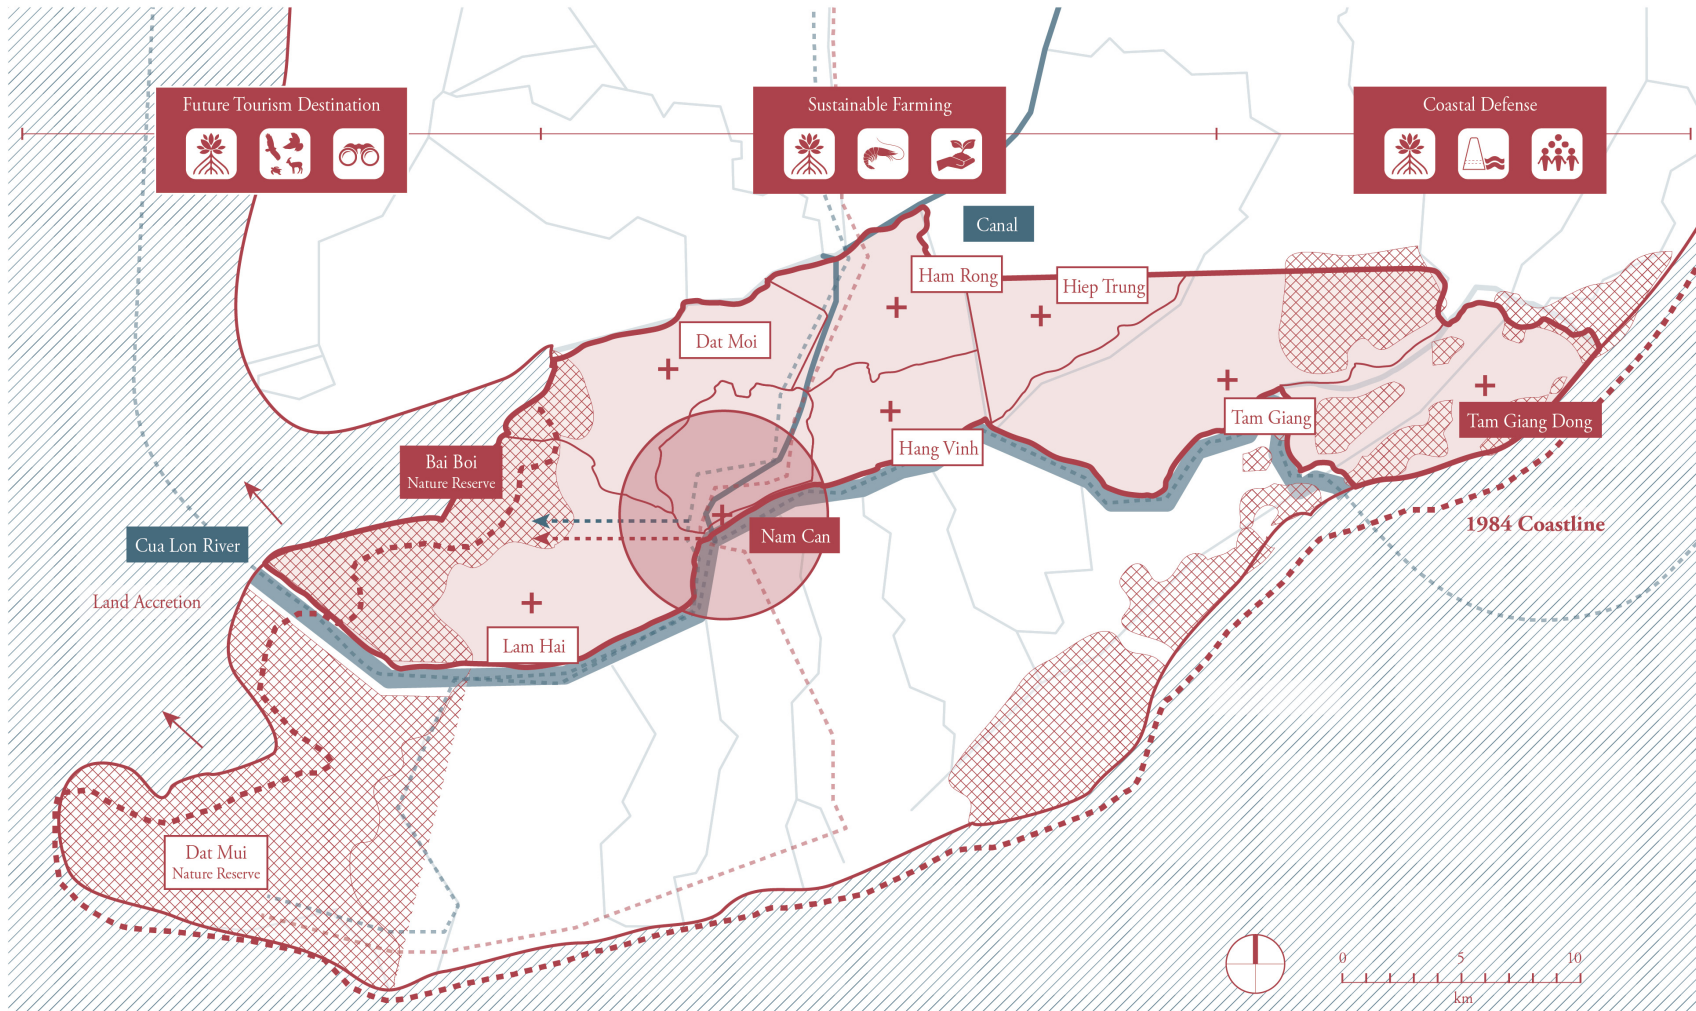 Future Tourism Destination
Sustainable Farming
Coastal Defense
Canal
Ham Rong
Hiep Trung
Dat Moi
Tam Giang
Tam Giang Dong
Hang Vinh
Bai Boi
Nature Reserve
1984 Coastline
Nam Can
Cua Lon River
Land Accretion
Lam Hai
Dat Mui
Nature Reserve
0 5 10
km